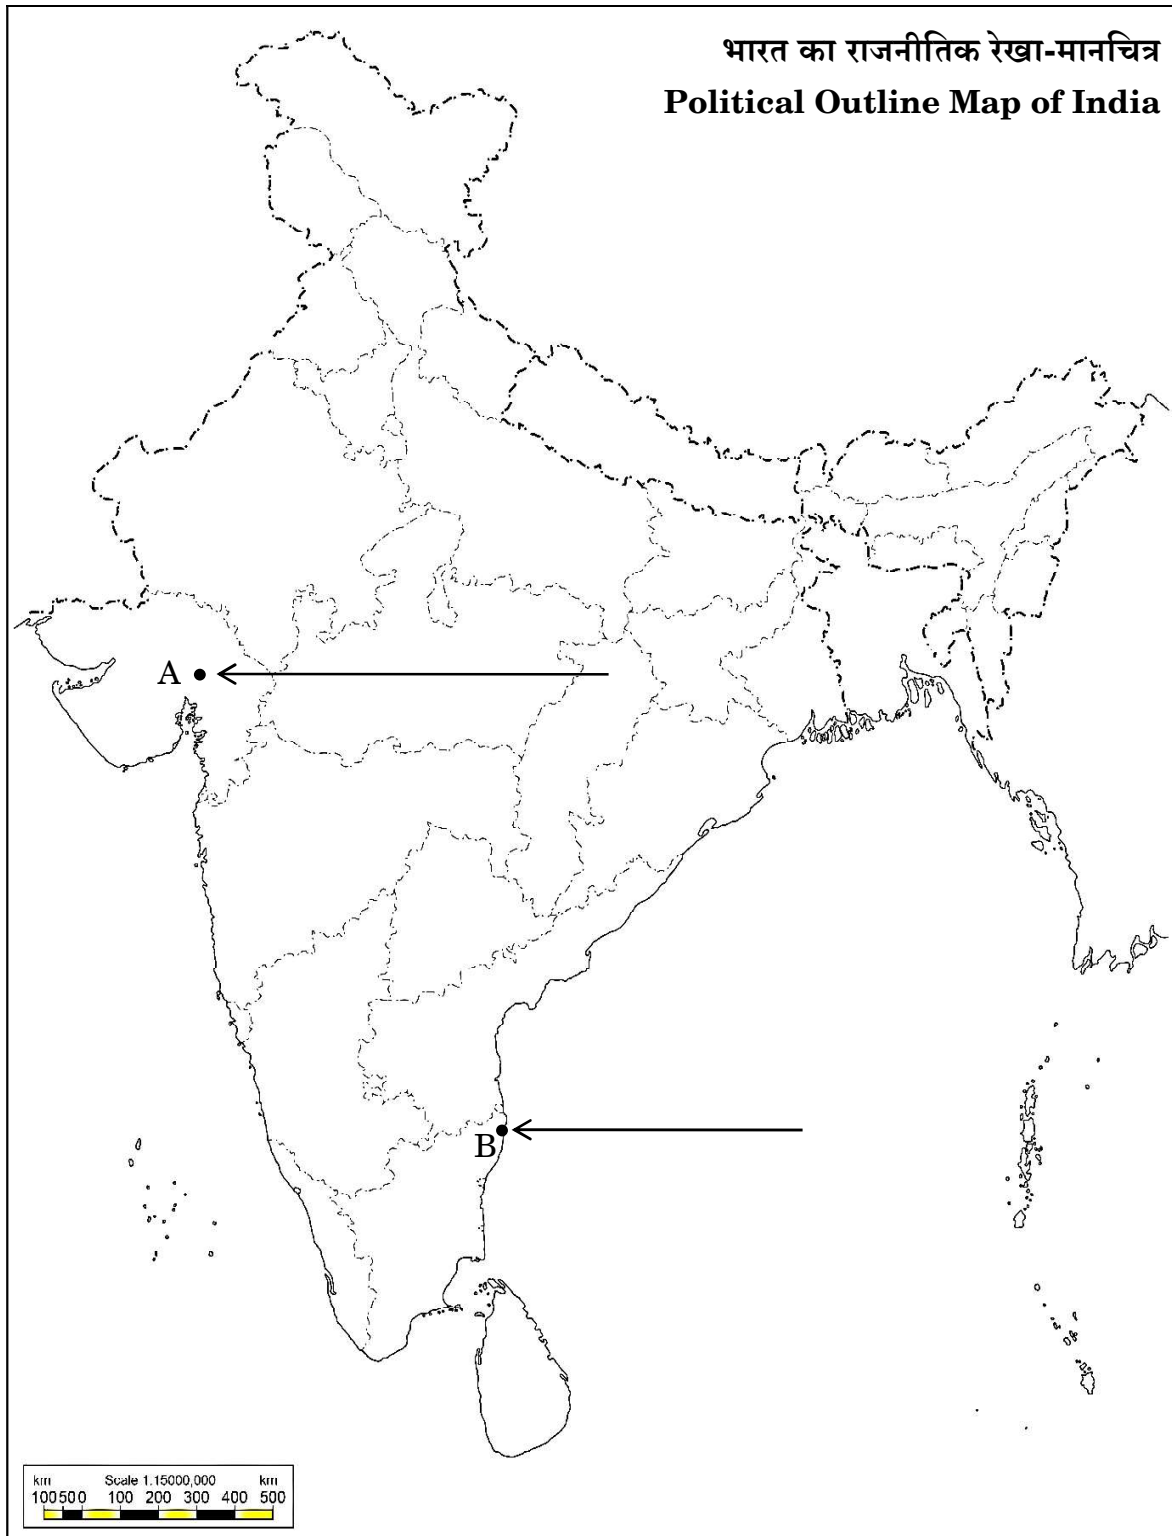 भारत का राजनीतिक रेखा-मानचित्र
Political Outline Map of India
A
B
km Scale 1:15000,000 km
100 50 0 100 200 300 400 500